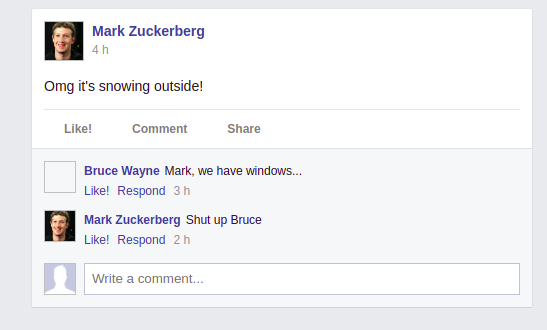 Mark Zuckerberg
4 h
Omg it's snowing outside!
Like! Comment Share
Bruce Wayne Mark, we have windows...
Like! Respond 3 h
Mark Zuckerberg Shut up Bruce
Like! Respond 2 h
Write a comment...